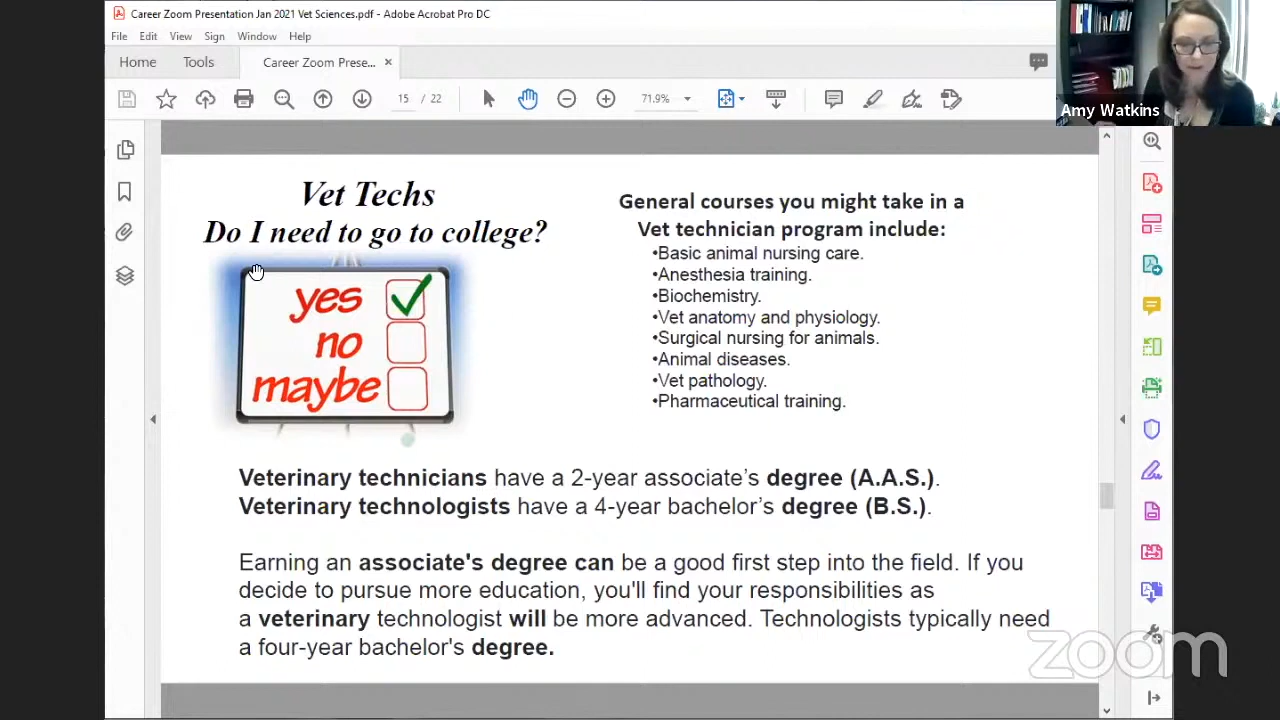 Career Zoom Presentation Jan 2021 Vet Sciences.pdf - Adobe Acrobat Pro DC
File Edit View Sign Window Help
Home Tools Career Zoom Prese... ×
15 / 22 71.9%
Amy Watkins
Vet Techs
Do I need to go to college?
yes
no
maybe
General courses you might take in a
Vet technician program include:
•Basic animal nursing care.
•Anesthesia training.
•Biochemistry.
•Vet anatomy and physiology.
•Surgical nursing for animals.
•Animal diseases.
•Vet pathology.
•Pharmaceutical training.
Veterinary technicians have a 2-year associate’s degree (A.A.S.).
Veterinary technologists have a 4-year bachelor’s degree (B.S.).
Earning an associate's degree can be a good first step into the field. If you
decide to pursue more education, you'll find your responsibilities as
a veterinary technologist will be more advanced. Technologists typically need
a four-year bachelor's degree.
zoom